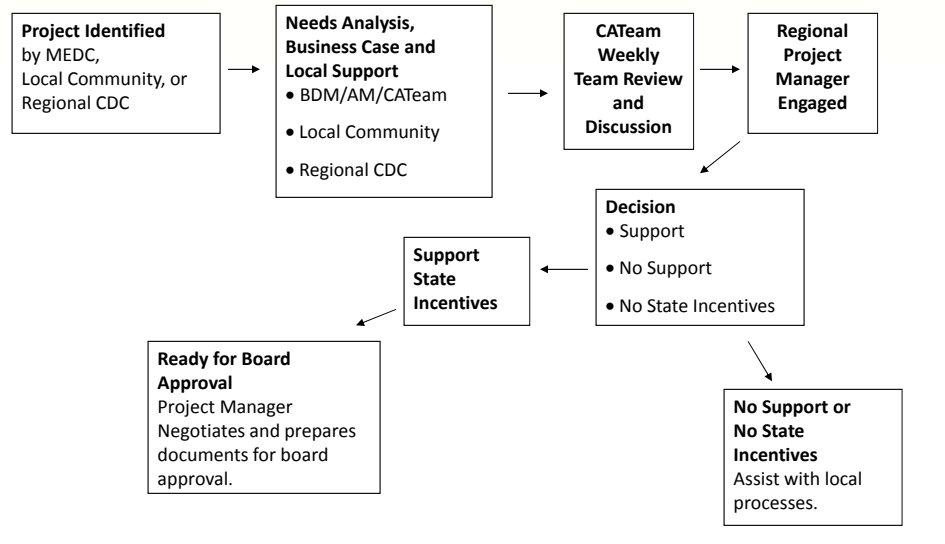 Project Identified
by MEDC,
Local Community, or
Regional CDC
Needs Analysis,
Business Case and
Local Support
• BDM/AM/CATeam
• Local Community
• Regional CDC
CATeam
Weekly
Team Review
and
Discussion
Regional
Project
Manager
Engaged
Decision
• Support
• No Support
• No State Incentives
Support
State
Incentives
Ready for Board
Approval
Project Manager
Negotiates and prepares
documents for board
approval.
No Support or
No State
Incentives
Assist with local
processes.